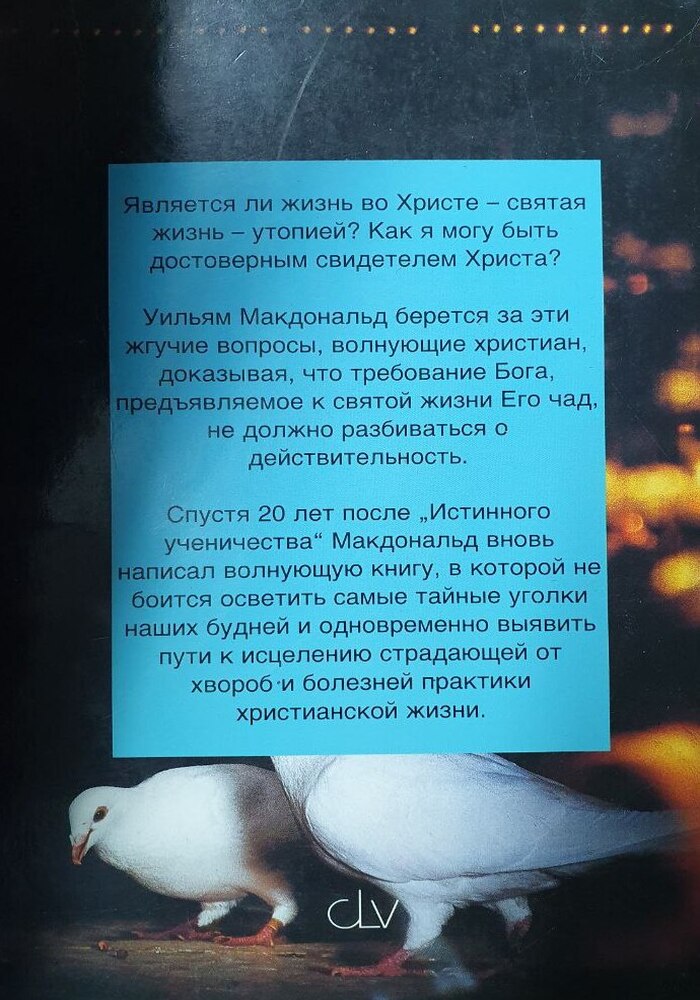 Является ли жизнь во Христе – святая
жизнь – утопией? Как я могу быть
достоверным свидетелем Христа?
Уильям Макдональд берется за эти
жгучие вопросы, волнующие христиан,
доказывая, что требование Бога,
предъявляемое к святой жизни Его чад,
не должно разбиваться о
действительность.
Спустя 20 лет после „Истинного
ученичества“ Макдональд вновь
написал волнующую книгу, в которой не
боится осветить самые тайные уголки
наших будней и одновременно выявить
пути к исцелению страдающей от
хвороб и болезней практики
христианской жизни.
CLV